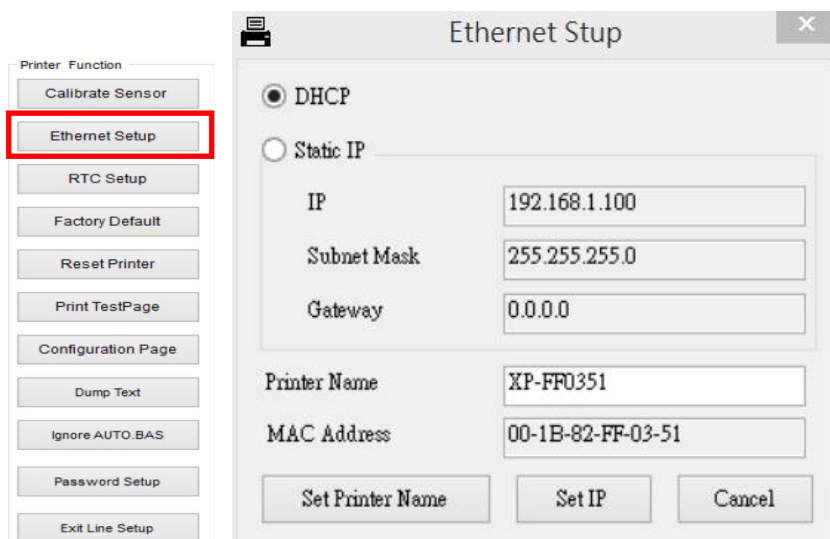 Printer Function
Calibrate Sensor
Ethernet Setup
RTC Setup
Factory Default
Reset Printer
Print TestPage
Configuration Page
Dump Text
Ignore AUTO.BAS
Password Setup
Exit Line Setup
Ethernet Stup
DHCP
Static IP
IP 192.168.1.100
Subnet Mask 255.255.255.0
Gateway 0.0.0.0
Printer Name XP-FF0351
MAC Address 00-1B-82-FF-03-51
Set Printer Name Set IP Cancel